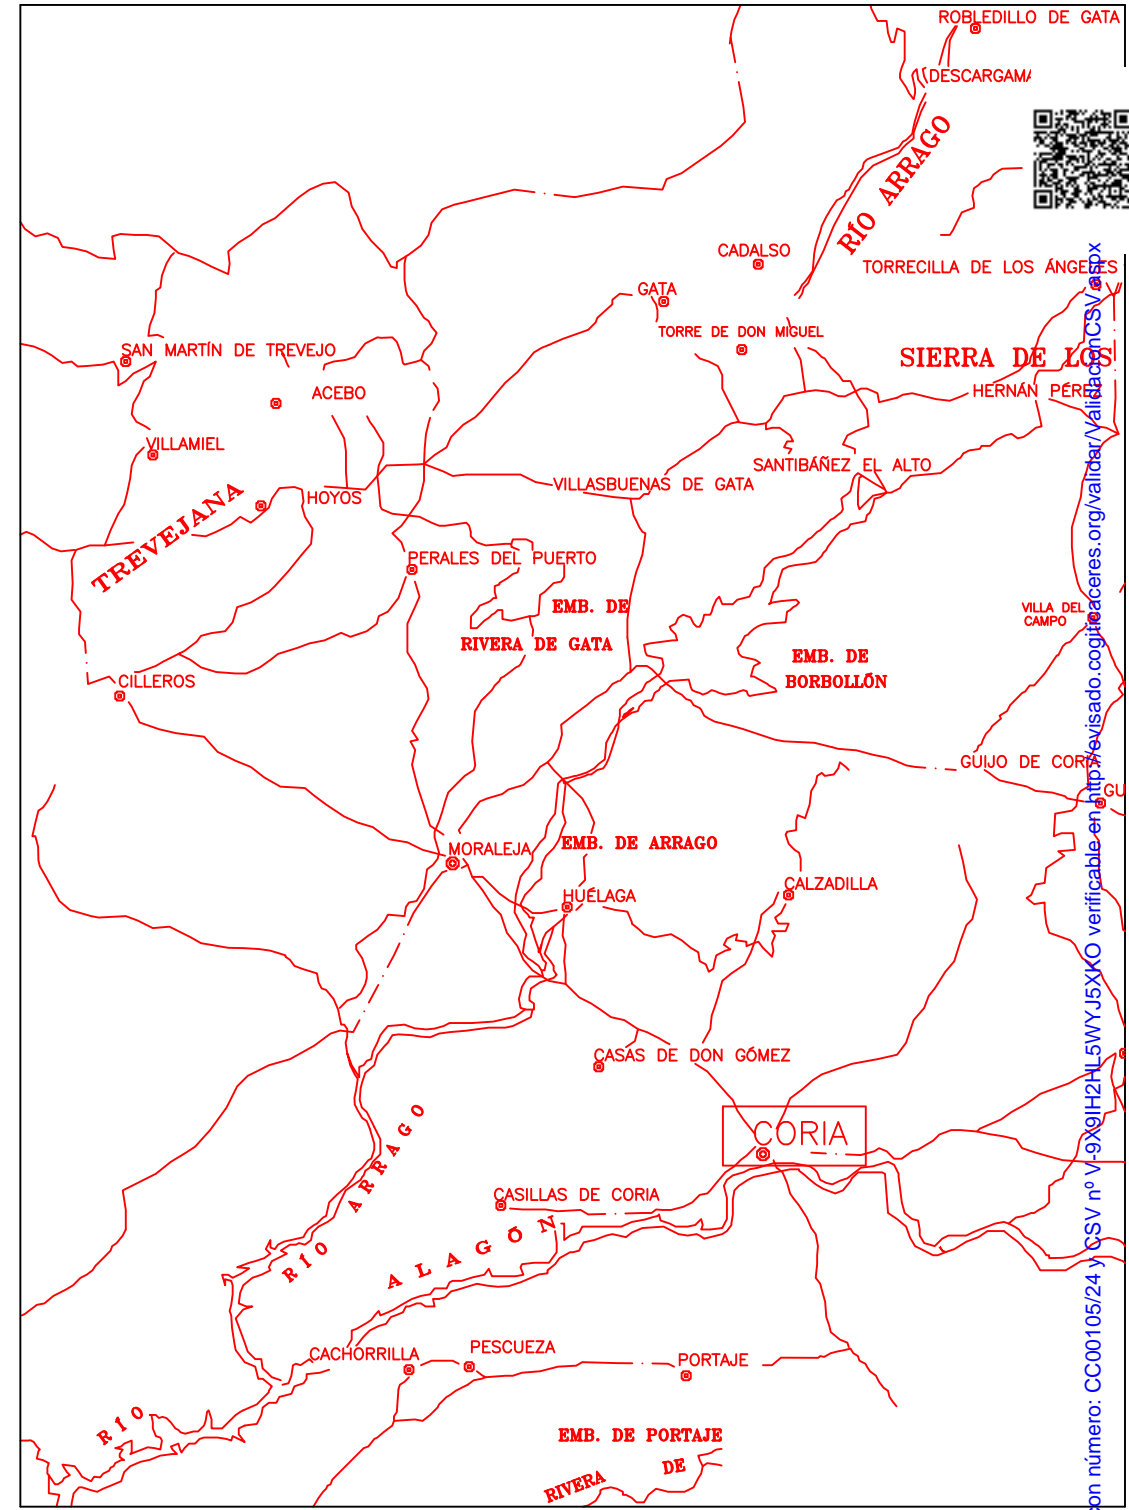 ROBLEDILLO DE GATA
DESCARGAMA
RÍO ARRAGO
CADALSO
TORRECILLA DE LOS ÁNGELES
GATA
TORRE DE DON MIGUEL
SAN MARTÍN DE TREVEJO
SIERRA DE LOS
ACEBO
HERNÁN PÉREZ
VILLAMIEL
SANTIBÁÑEZ EL ALTO
VILLASBUENAS DE GATA
HOYOS
TREVEJANA
PERALES DEL PUERTO
EMB. DE
RIVERA DE GATA
VILLA DEL
CAMPO
EMB. DE
BORBOLLÓN
CILLEROS
GUIJO DE CORIA
GU
EMB. DE ARRAGO
MORALEJA
CALZADILLA
HUÉLAGA
CASAS DE DON GÓMEZ
CORIA
RÍO ARRAGO
CASILLAS DE CORIA
ALAGÓN
CACHORRILLA
PESCUEZA
PORTAJE
RÍO
EMB. DE PORTAJE
RIVERA DE
con número: CC00105/24 y CSV nº V-9X9IH2HL5WYJ5XKO verificable en http://evisado.cogitiCaceres.org/validar/ValidacionCSV.aspx